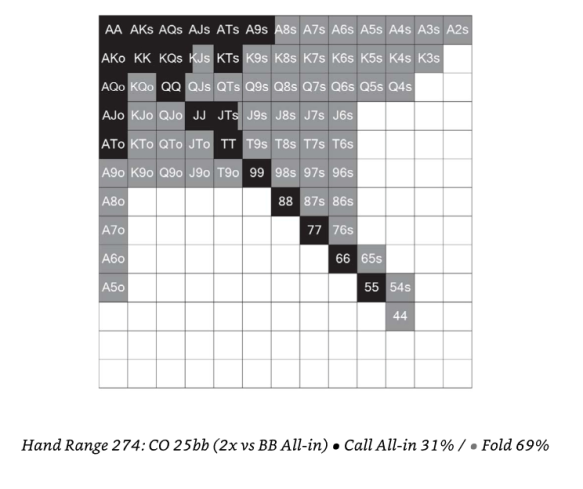 AA AKs AQs AJs ATs A9s A8s A7s A6s A5s A4s A3s A2s
AKo KK KQs KJs KTs K9s K8s K7s K6s K5s K4s K3s
AQo KQo QQ QJs QTs Q9s Q8s Q7s Q6s Q5s Q4s
AJo KJo QJo JJ JTs J9s J8s J7s J6s
ATo KTo QTo JTo TT T9s T8s T7s T6s
A9o K9o Q9o J9o T9o 99 98s 97s 96s
A8o 88 87s 86s
A7o 77 76s
A6o 66 65s
A5o 55 54s
44
Hand Range 274: CO 25bb (2x vs BB All-in) • Call All-in 31% / • Fold 69%